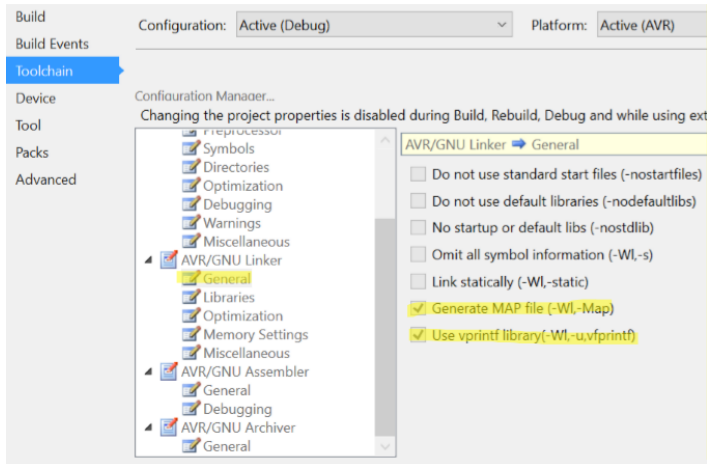 Build
Build Events
Toolchain
Device
Tool
Packs
Advanced
Configuration: Active (Debug) Platform: Active (AVR)
Configuration Manager...
Changing the project properties is disabled during Build, Rebuild, Debug and while using ext
Preprocessor
Symbols
Directories
Optimization
Debugging
Warnings
Miscellaneous
AVR/GNU Linker
General
Libraries
Optimization
Memory Settings
Miscellaneous
AVR/GNU Assembler
General
Debugging
AVR/GNU Archiver
General
AVR/GNU Linker ➡ General
Do not use standard start files (-nostartfiles)
Do not use default libraries (-nodefaultlibs)
No startup or default libs (-nostdlib)
Omit all symbol information (-Wl,-s)
Link statically (-Wl,-static)
Generate MAP file (-Wl,-Map)
Use vprintf library(-Wl,-u,vfprintf)